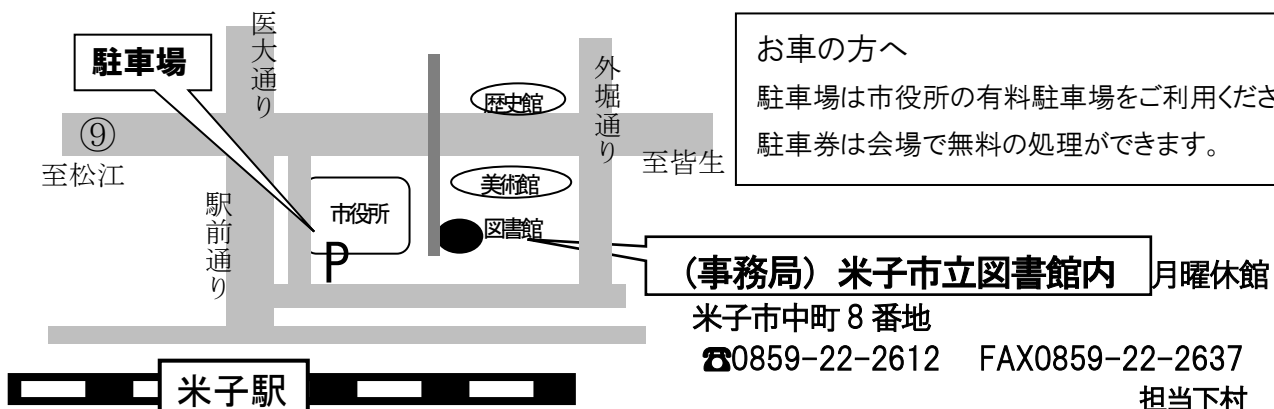 医大通り
駐車場
歴史館
外堀通り
⑨
至松江
至皆生
美術館
市役所
駅前通り
図書館
P
お車の方へ
駐車場は市役所の有料駐車場をご利用くださ
駐車券は会場で無料の処理ができます。
（事務局）米子市立図書館内 月曜休館
米子市中町８番地
☎0859-22-2612 FAX0859-22-2637
担当下村
米子駅